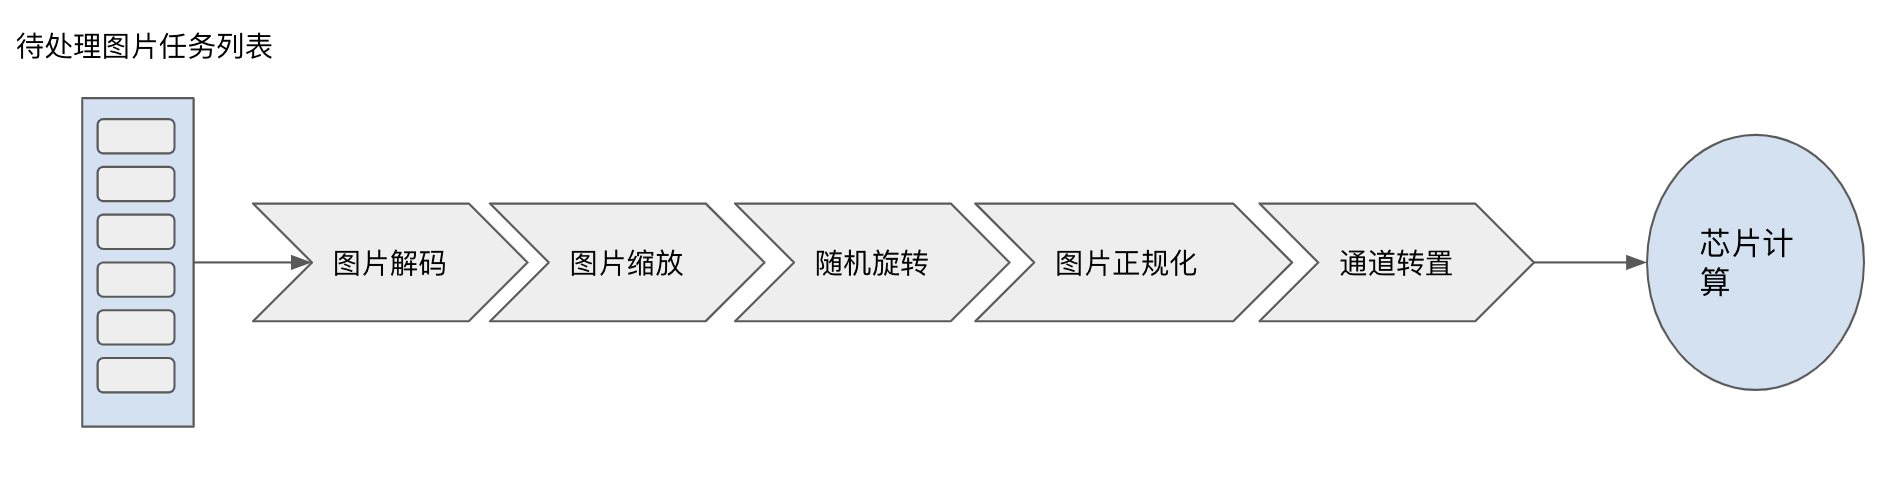 待处理图片任务列表
图片解码
图片缩放
随机旋转
图片正规化
通道转置
芯片计
算